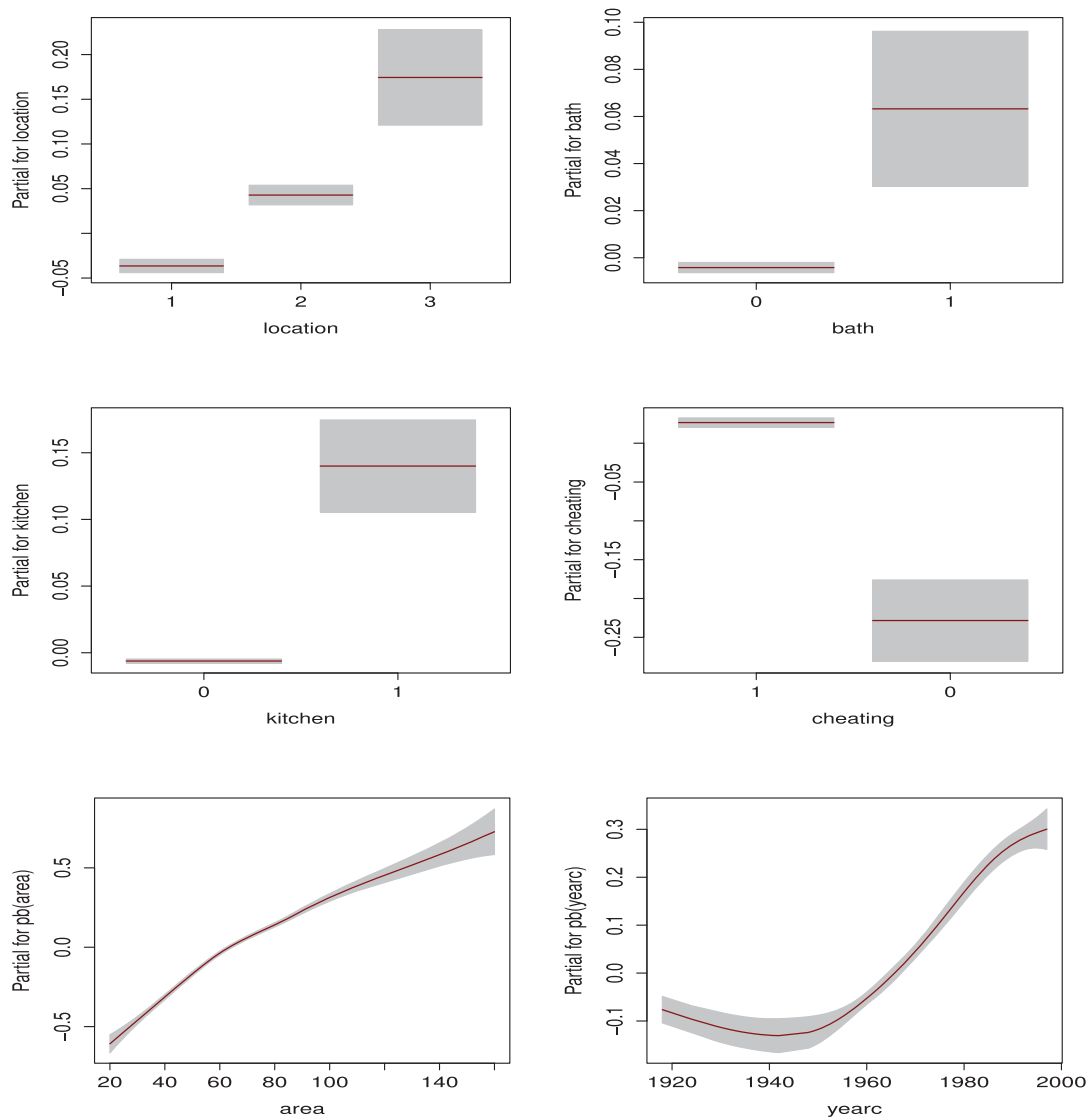 Partial for location
−0.05 0.05 0.10 0.15 0.20
1 2 3
location
Partial for bath
0.00 0.02 0.04 0.06 0.08 0.10
0 1
bath
Partial for kitchen
0.00 0.05 0.10 0.15
0 1
kitchen
Partial for cheating
−0.25 −0.15 −0.05
1 0
cheating
Partial for pb(area)
−0.5 0.0 0.5
20 40 60 80 100 140
area
Partial for pb(yearc)
−0.1 0.0 0.1 0.2 0.3
1920 1940 1960 1980 2000
yearc